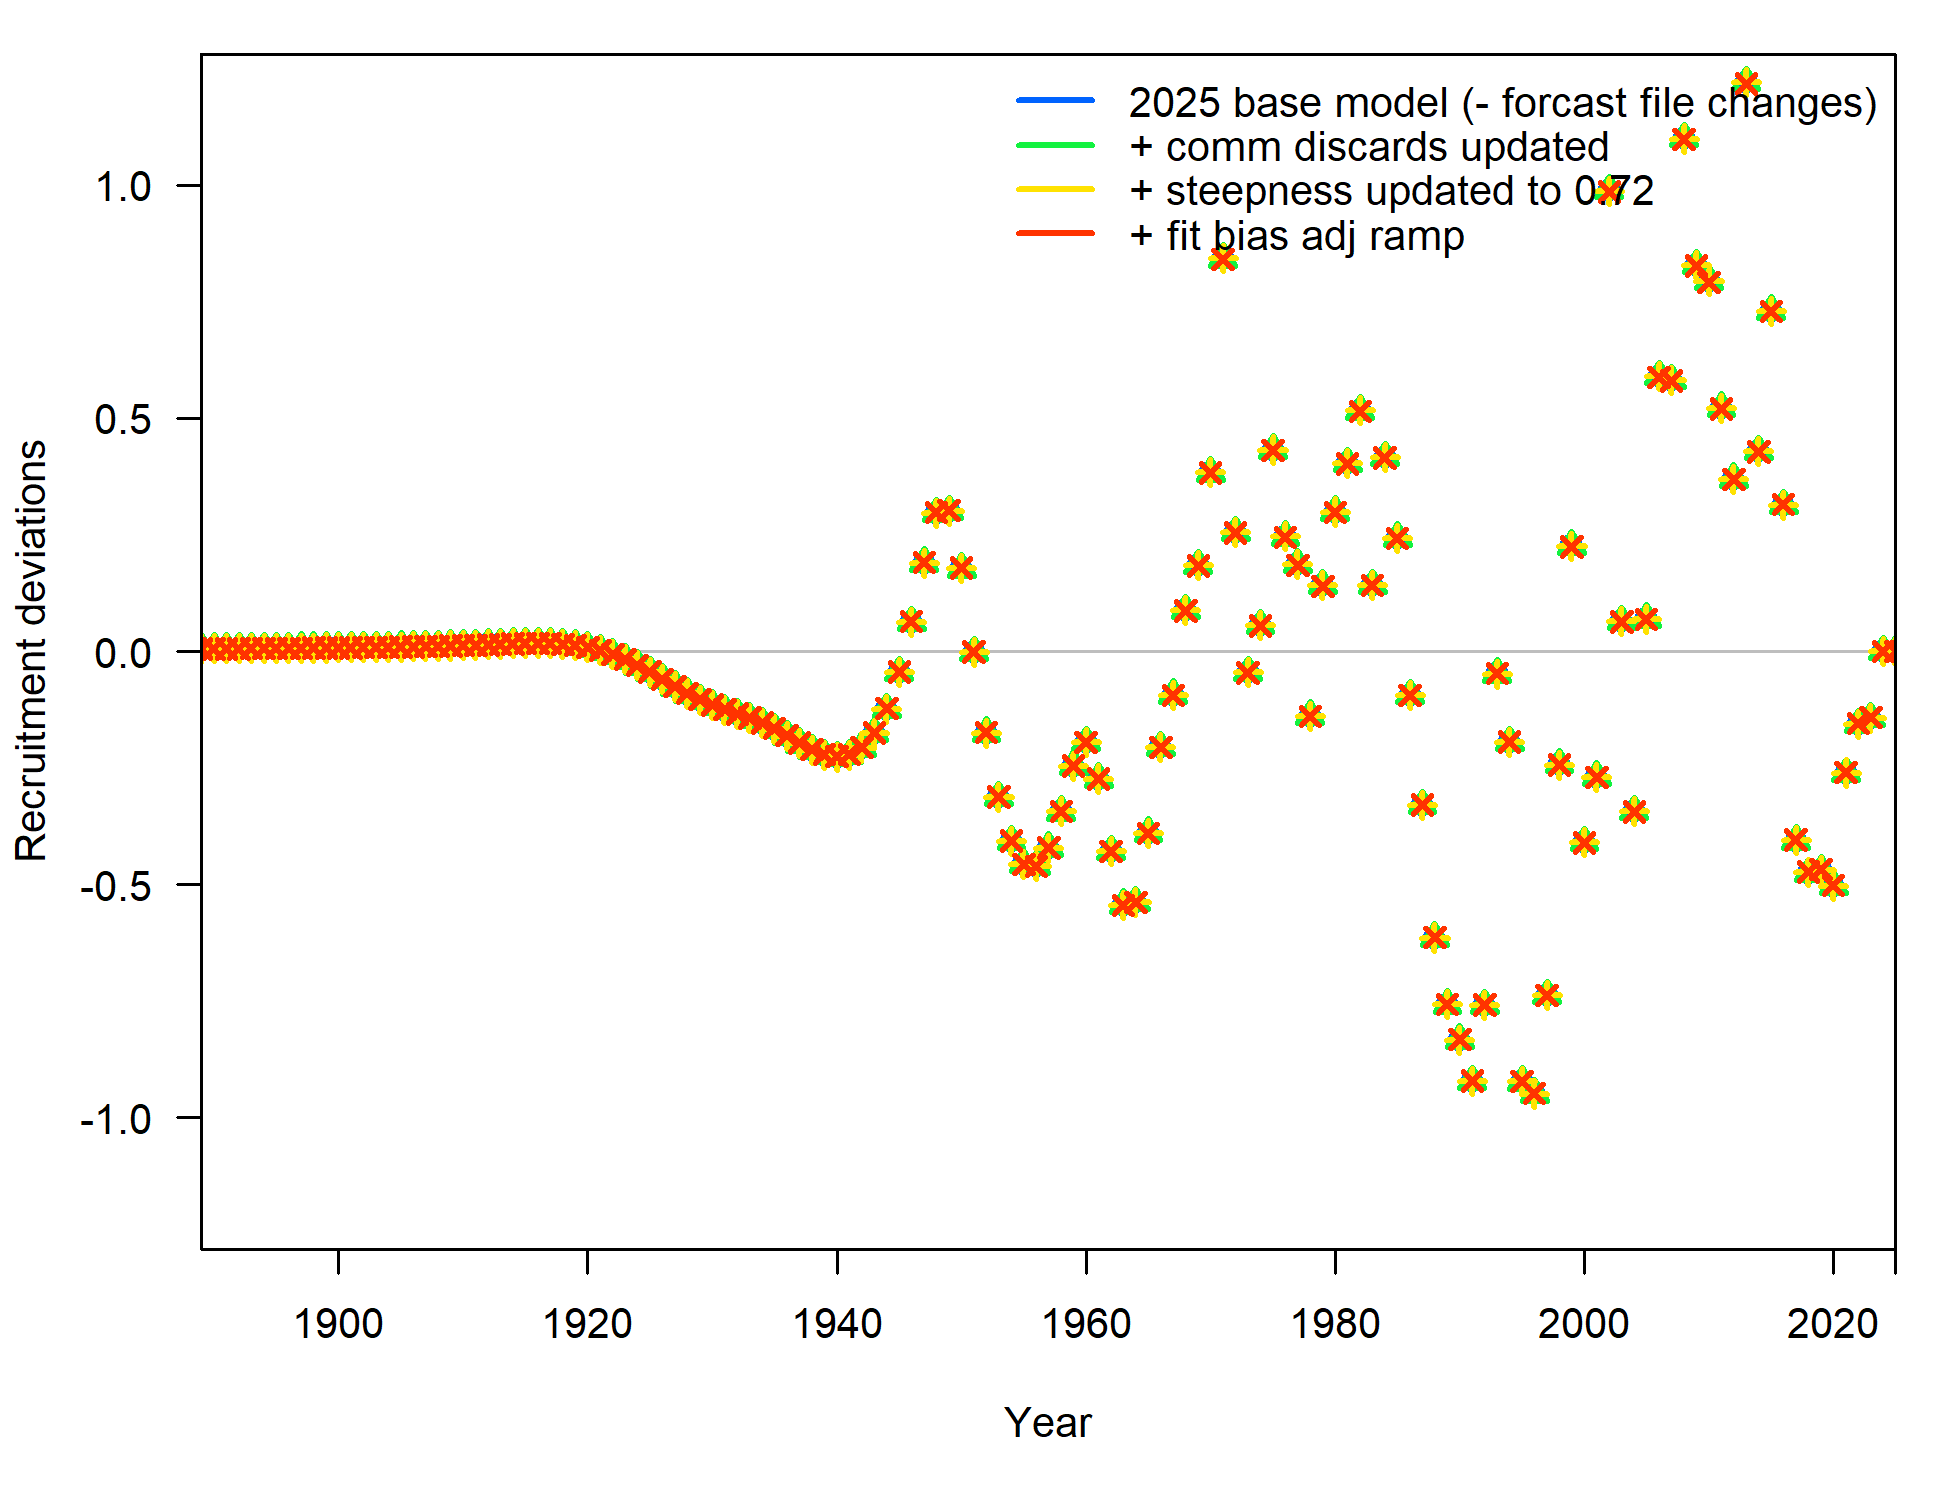 2025 base model (- forcast file changes)
+ comm discards updated
+ steepness updated to 0.72
+ fit bias adj ramp
1.0
0.5
0.0
-0.5
-1.0
Recruitment deviations
1900 1920 1940 1960 1980 2000 2020
Year